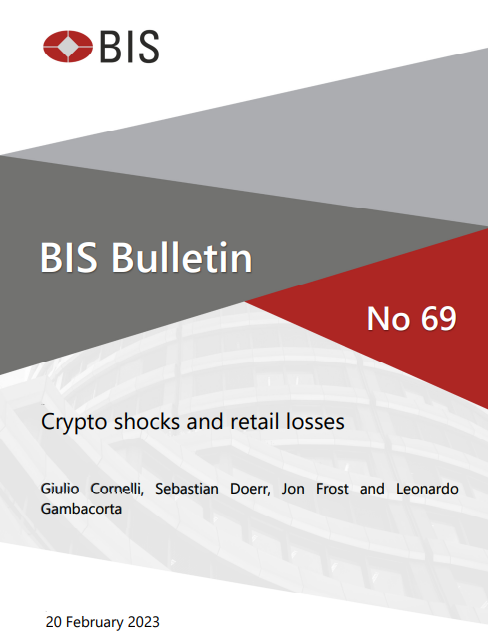 BIS
BIS Bulletin
No 69
Crypto shocks and retail losses
Giulio Cornelli, Sebastian Doerr, Jon Frost and Leonardo
Gambacorta
20 February 2023